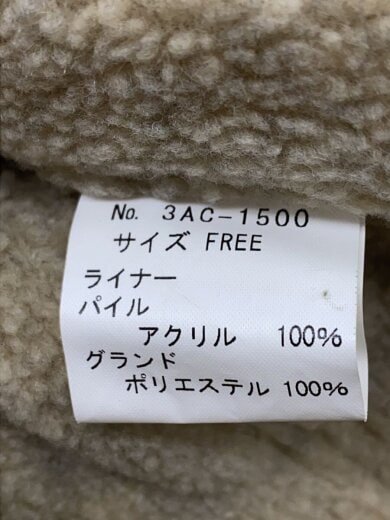 No. 3AC-1500
サイズ FREE
ライナー
パイル
アクリル 100%
グランド
ポリエステル 100%